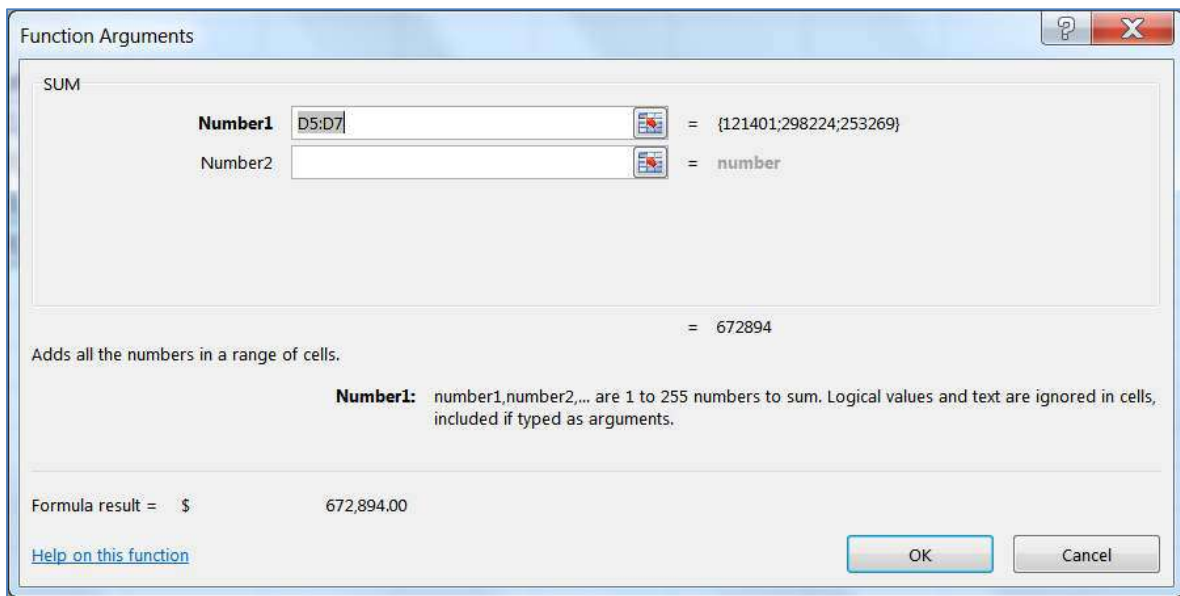 Function Arguments
SUM
Number1 D5:D7 = {121401;298224;253269}
Number2 = number
= 672894
Adds all the numbers in a range of cells.
Number1: number1,number2,... are 1 to 255 numbers to sum. Logical values and text are ignored in cells,
included if typed as arguments.
Formula result = $ 672,894.00
Help on this function
OK Cancel